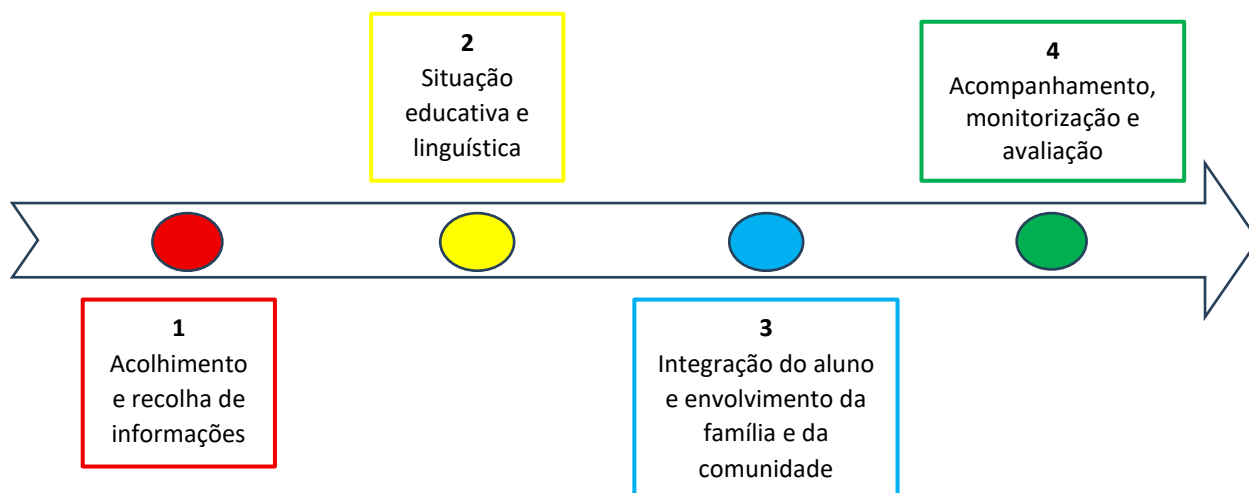 1
Acolhimento
e recolha de
informações
2
Situação
educativa e
linguística
3
Integração do aluno
e envolvimento da
família e da
comunidade
4
Acompanhamento,
monitorização e
avaliação